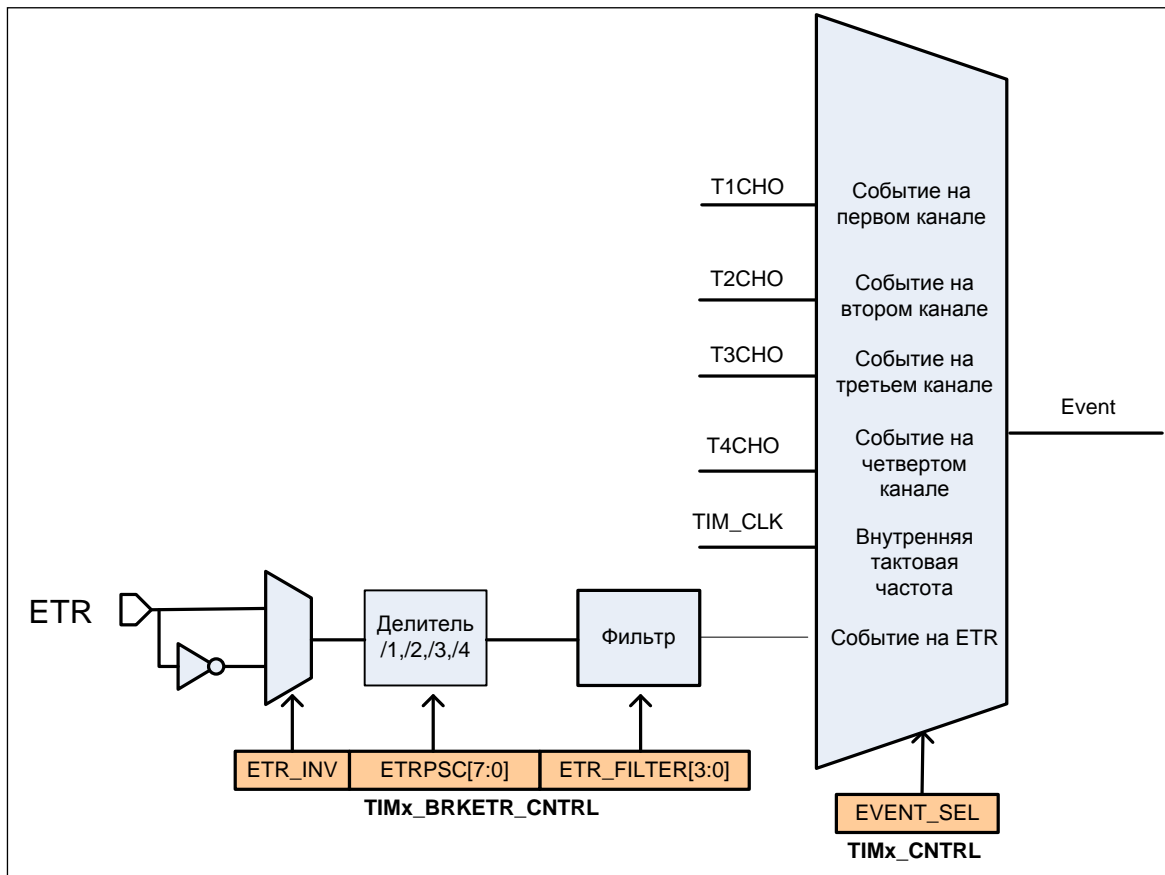 T1CHO
Событие на
первом канале
T2CHO
Событие на
втором канале
T3CHO
Событие на
третьем канале
Event
T4CHO
Событие на
четвертом
канале
TIM_CLK
Внутренняя
тактовая
частота
ETR
Делитель
/1,/2,/3,/4
Фильтр
Событие на ETR
ETR_INV
ETRPSC[7:0]
ETR_FILTER[3:0]
TIMx_BRKETR_CNTRL
EVENT_SEL
TIMx_CNTRL